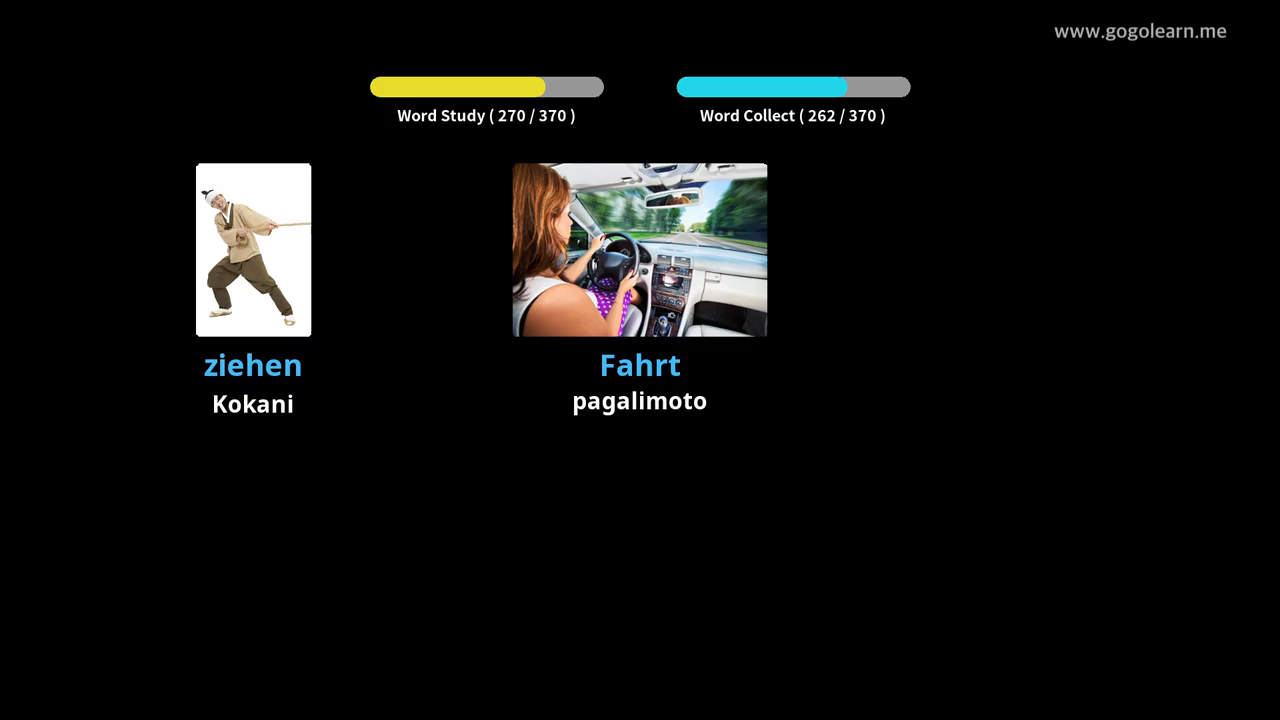 www.gogolearn.me
Word Study ( 270 / 370 )
Word Collect ( 262 / 370 )
ziehen
Kokani
Fahrt
pagalimoto